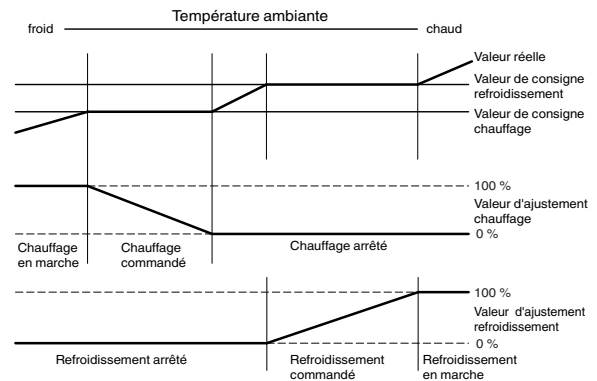 Température ambiante
froid
chaud
Valeur réelle
Valeur de consigne
refroidissement
Valeur de consigne
chauffage
100 %
Valeur d'ajustement
chauffage
0 %
Chauffage
en marche
Chauffage
commandé
Chauffage arrêté
100 %
Valeur d'ajustement
refroidissement
0 %
Refroidissement arrêté
Refroidissement
commandé
Refroidissement
en marche